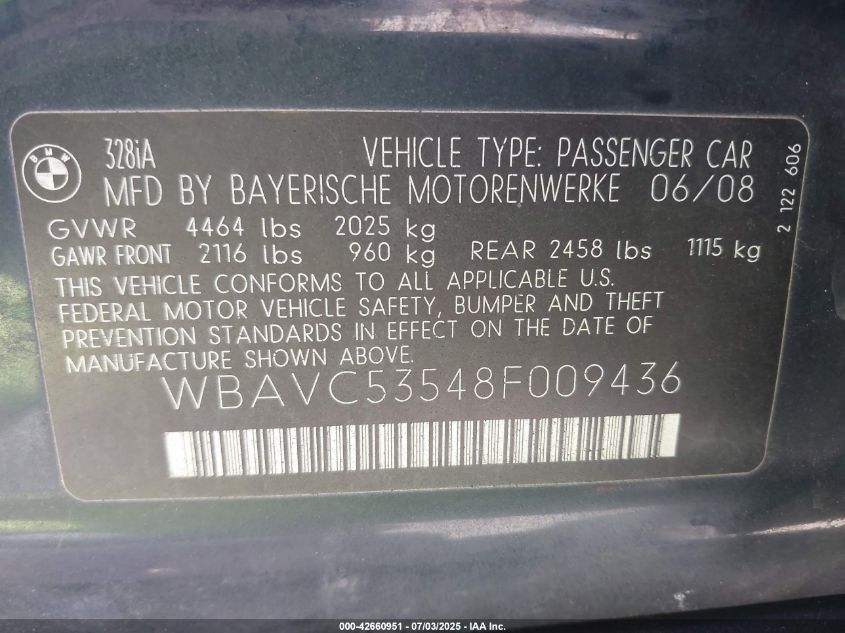 BMW
328iA VEHICLE TYPE: PASSENGER CAR
MFD BY BAYERISCHE MOTORENWERKE 06/08
GVWR 4464 lbs 2025 kg
GAWR FRONT 2116 lbs 960 kg REAR 2458 lbs 1115 kg
THIS VEHICLE CONFORMS TO ALL APPLICABLE U.S.
FEDERAL MOTOR VEHICLE SAFETY, BUMPER AND THEFT
PREVENTION STANDARDS IN EFFECT ON THE DATE OF
MANUFACTURE SHOWN ABOVE.
WBAVC53548F009436
2 122 606
000-42660951 - 07/03/2025 - IAA Inc.